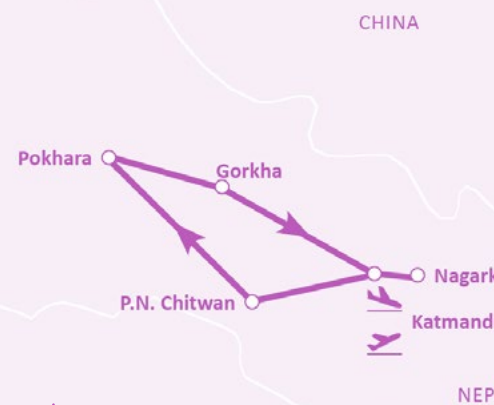 CHINA
Pokhara
Gorkha
Nagark
P.N. Chitwan
Katmand
NEP